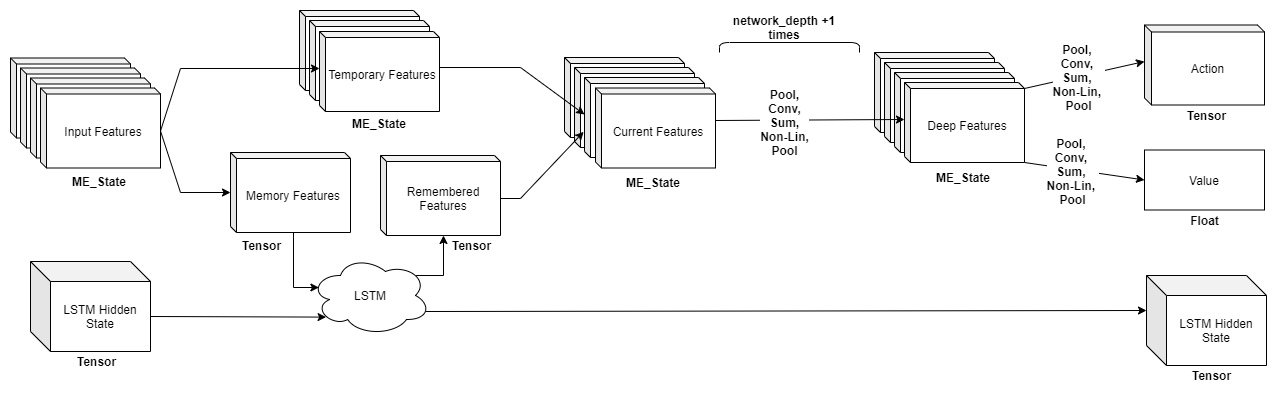 network_depth +1
times
Temporary Features
ME_State
Input Features
ME_State
Memory Features
Tensor
Remembered
Features
Tensor
Current Features
ME_State
Pool,
Conv,
Sum,
Non-Lin,
Pool
Deep Features
ME_State
Pool,
Conv,
Sum,
Non-Lin,
Pool
Action
Tensor
Pool,
Conv,
Sum,
Non-Lin,
Pool
Value
Float
LSTM Hidden
State
Tensor
LSTM
LSTM Hidden
State
Tensor